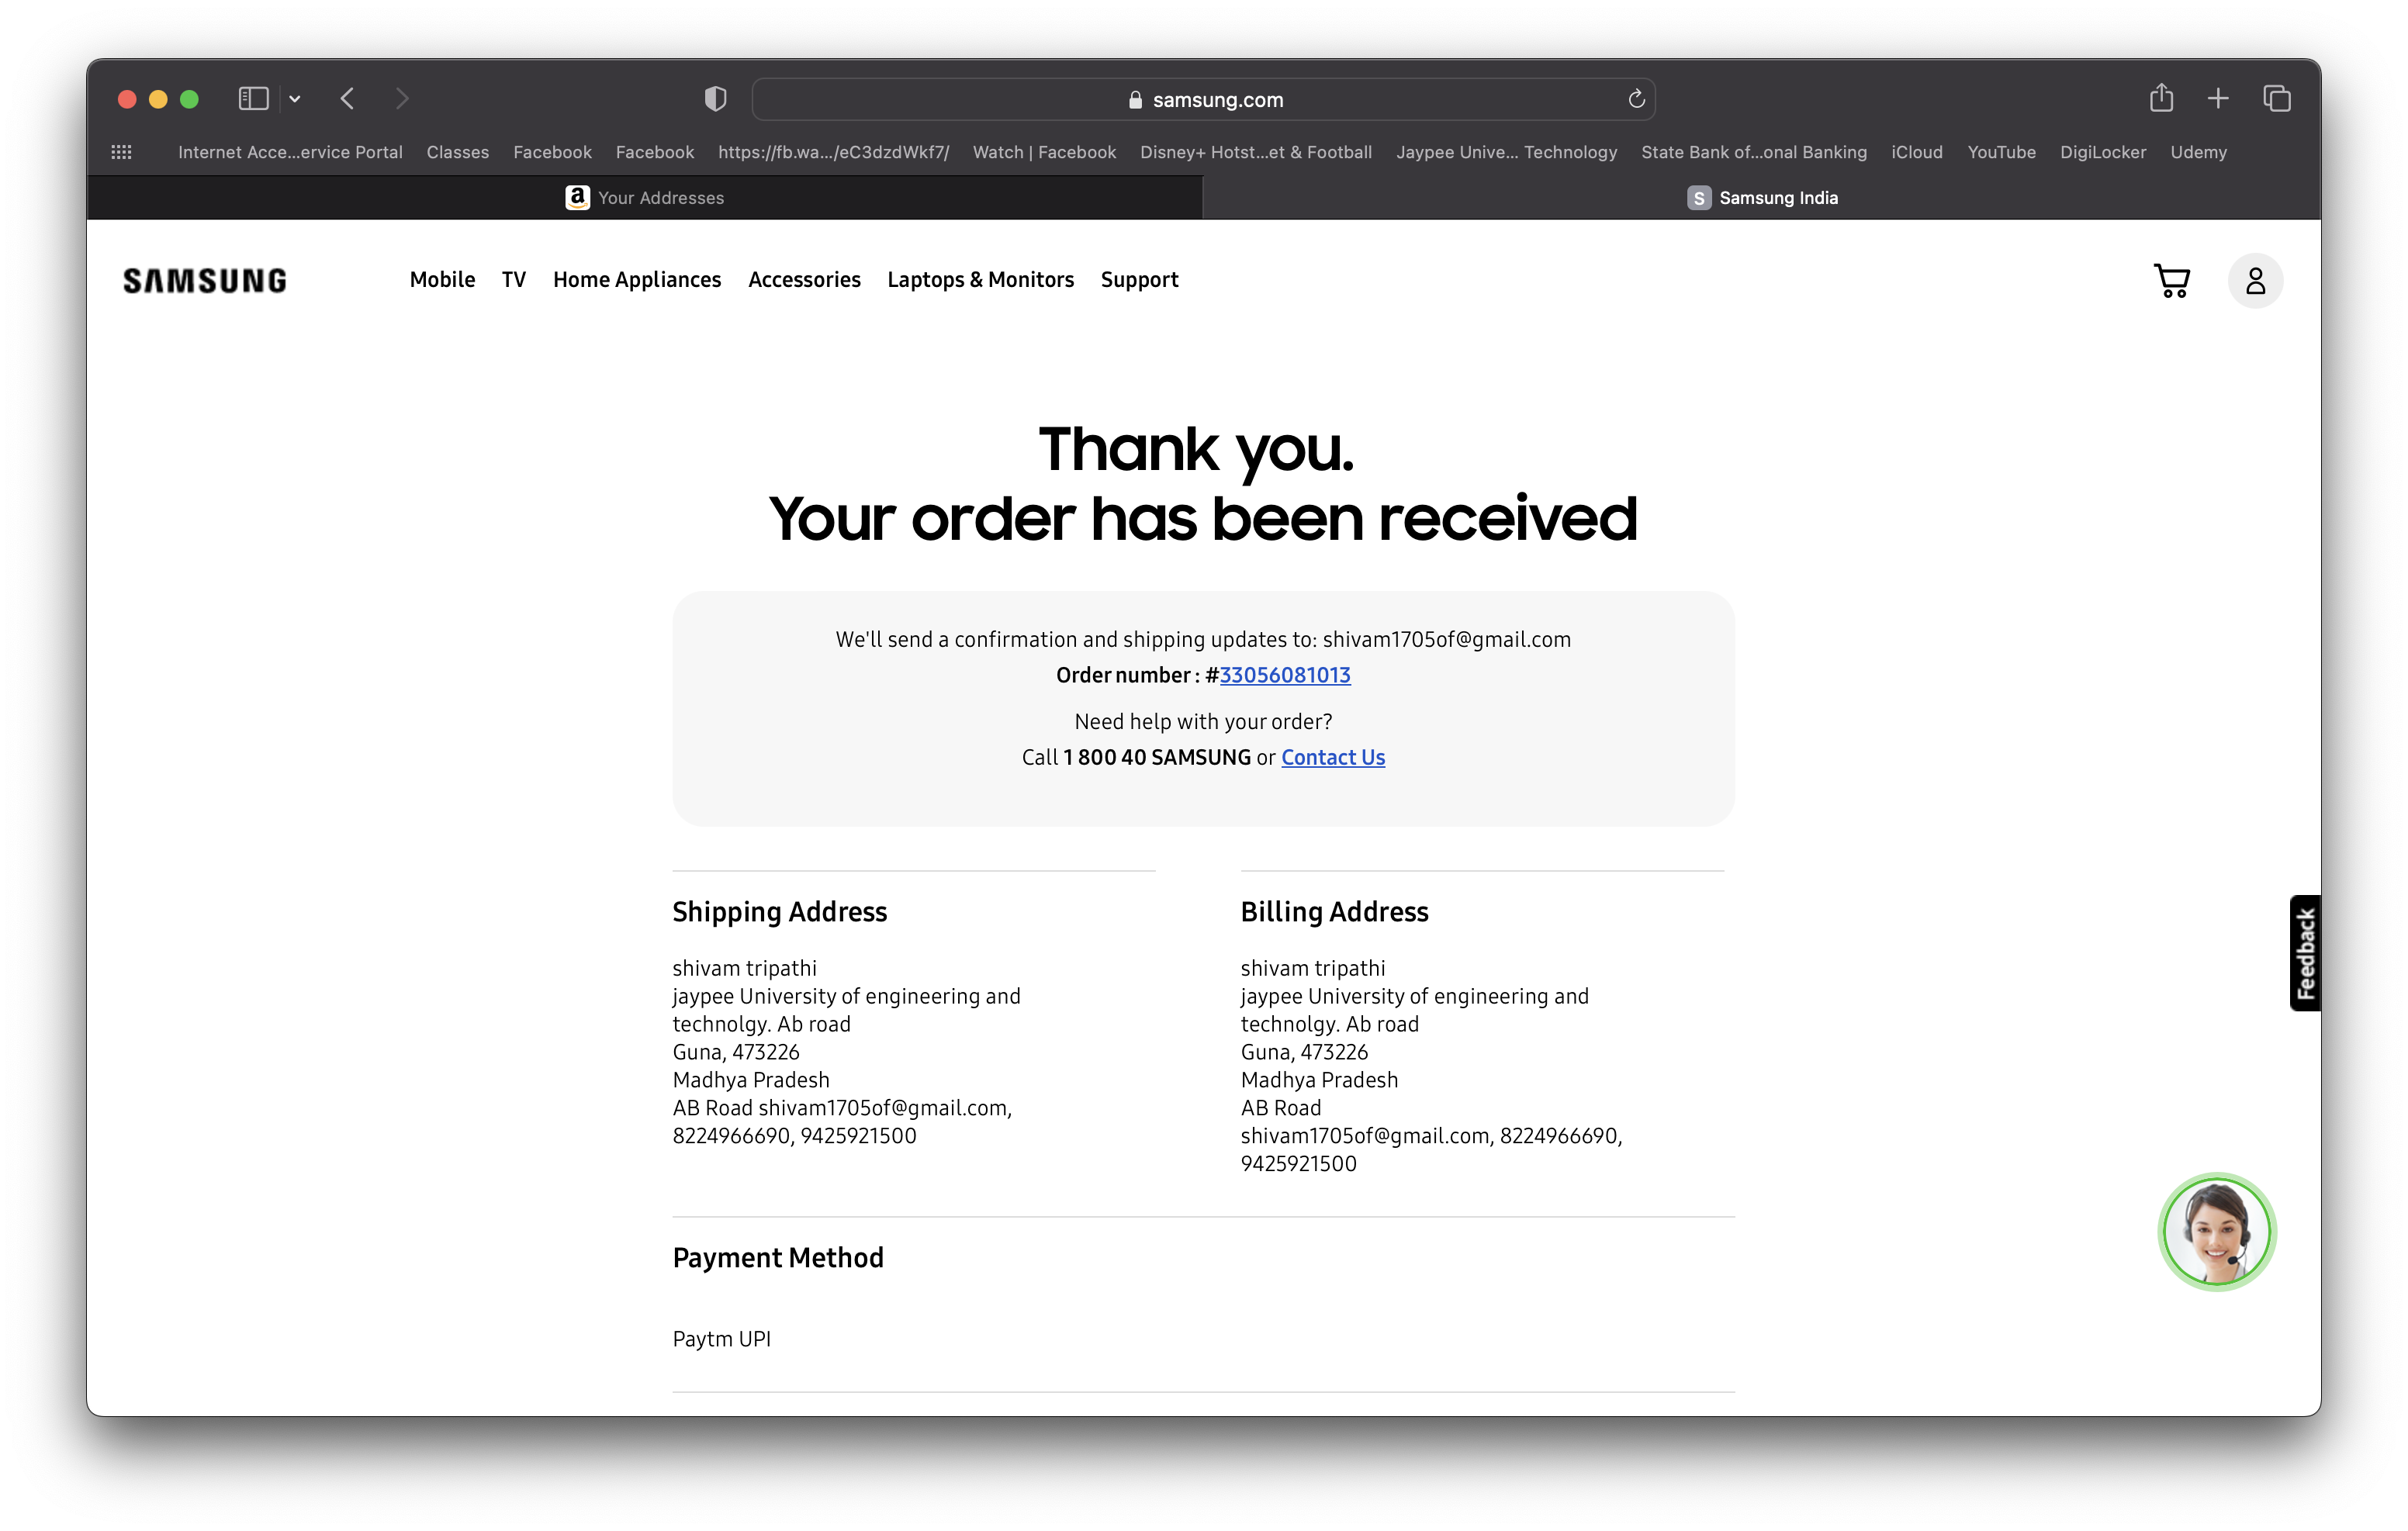 samsung.com
Internet Acce...ervice Portal Classes Facebook Facebook https://fb.wa.../eC3dzdWkf7/ Watch | Facebook Disney+ Hotst...et & Football Jaypee Unive... Technology State Bank of...onal Banking iCloud YouTube DigiLocker Udemy
a Your Addresses
S Samsung India
SAMSUNG Mobile TV Home Appliances Accessories Laptops & Monitors Support
Thank you.
Your order has been received
We'll send a confirmation and shipping updates to: shivam1705of@gmail.com
Order number : #33056081013
Need help with your order?
Call 1 800 40 SAMSUNG or Contact Us
Shipping Address
shivam tripathi
jaypee University of engineering and
technolgy. Ab road
Guna, 473226
Madhya Pradesh
AB Road shivam1705of@gmail.com,
8224966690, 9425921500
Billing Address
shivam tripathi
jaypee University of engineering and
technolgy. Ab road
Guna, 473226
Madhya Pradesh
AB Road
shivam1705of@gmail.com, 8224966690,
9425921500
Feedback
Payment Method
Paytm UPI